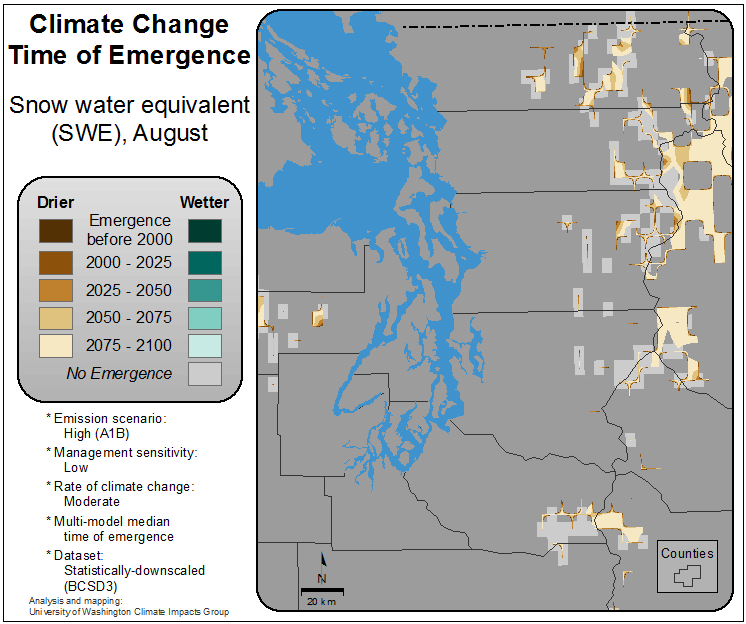 Climate Change
Time of Emergence
Snow water equivalent
(SWE), August
Drier
Wetter
Emergence
before 2000
2000 - 2025
2025 - 2050
2050 - 2075
2075 - 2100
No Emergence
* Emission scenario:
High (A1B)
* Management sensitivity:
Low
* Rate of climate change:
Moderate
* Multi-model median
time of emergence
* Dataset:
Statistically-downscaled
(BCSD3)
Analysis and mapping:
University of Washington Climate Impacts Group
N
20 km
Counties